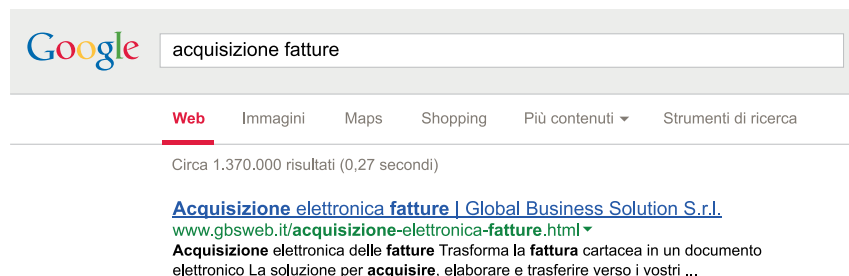 Google acquisizione fatture
Web Immagini Maps Shopping Più contenuti Strumenti di ricerca
Circa 1.370.000 risultati (0,27 secondi)
Acquisizione elettronica fatture | Global Business Solution S.r.l.
www.gbsweb.it/acquisizione-elettronica-fatture.html
Acquisizione elettronica delle fatture Trasforma la fattura cartacea in un documento
elettronico La soluzione per acquisire, elaborare e trasferire verso i vostri ...